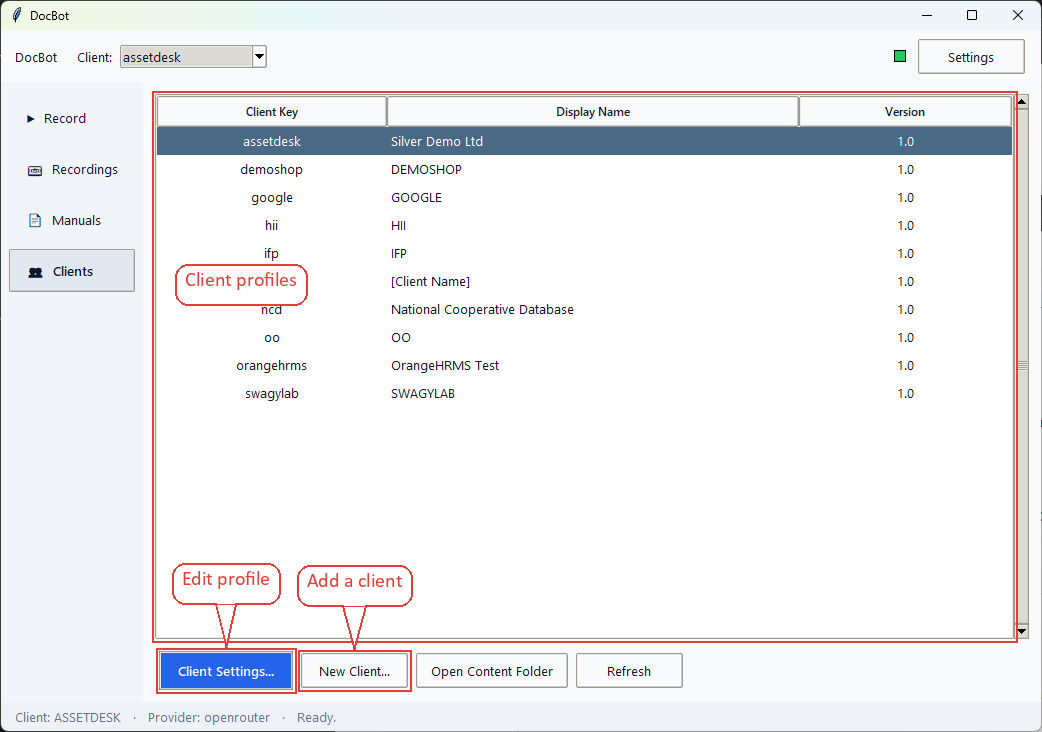 DocBot
DocBot Client: assetdesk Settings
Record
Recordings
Manuals
Clients
Client Key Display Name Version
assetdesk Silver Demo Ltd 1.0
demoshop DEMOSHOP 1.0
google GOOGLE 1.0
hii HII 1.0
ifp IFP 1.0
Client profiles
[Client Name] 1.0
ncd National Cooperative Database 1.0
oo OO 1.0
orangehrms OrangeHRMS Test 1.0
swagylab SWAGYLAB 1.0
Edit profile Add a client
Client Settings... New Client... Open Content Folder Refresh
Client: ASSETDESK · Provider: openrouter · Ready.